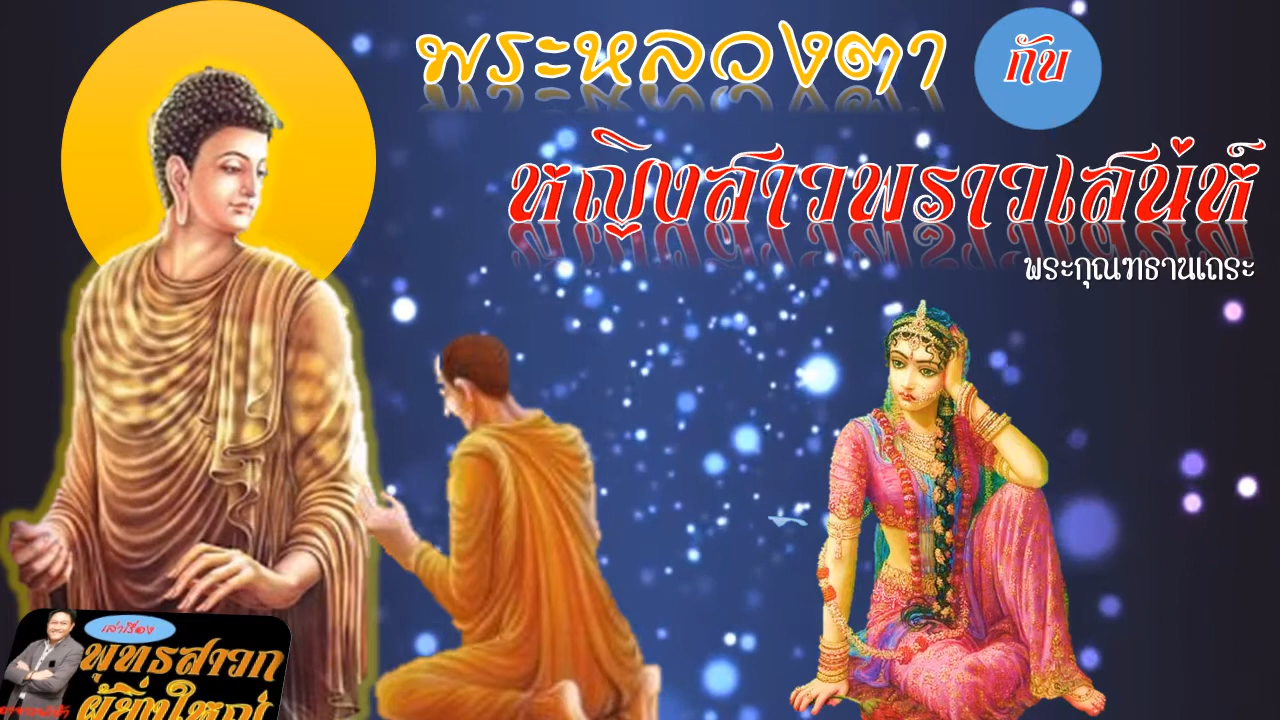 พระหลวงตา
กับ
หญิงสาวพราวเสน่ห์
พระกุณฑธานเถระ
เล่าเรื่อง
พุทธสาวก
ผู้ยิ่งใหญ่